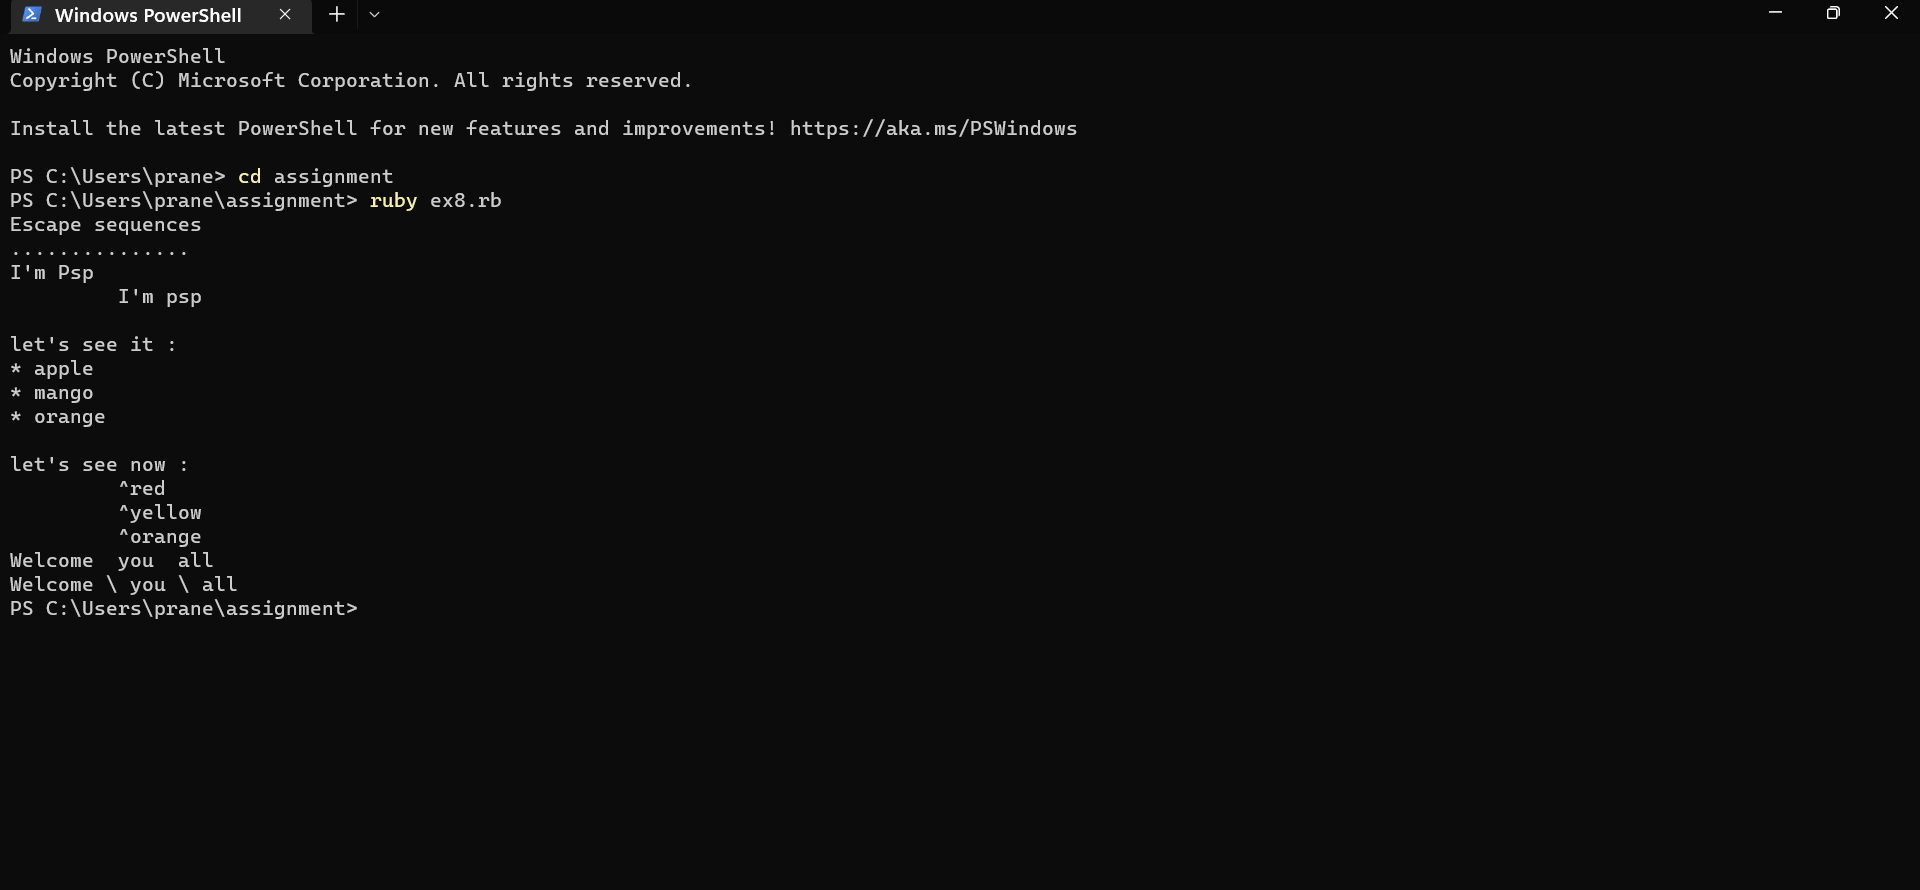 Windows PowerShell
Windows PowerShell
Copyright (C) Microsoft Corporation. All rights reserved.
Install the latest PowerShell for new features and improvements! https://aka.ms/PSWindows
PS C:\Users\prane> cd assignment
PS C:\Users\prane\assignment> ruby ex8.rb
Escape sequences
...............
I'm Psp
         I'm psp
let's see it :
* apple
* mango
* orange
let's see now :
         ^red
         ^yellow
         ^orange
Welcome  you  all
Welcome \ you \ all
PS C:\Users\prane\assignment>